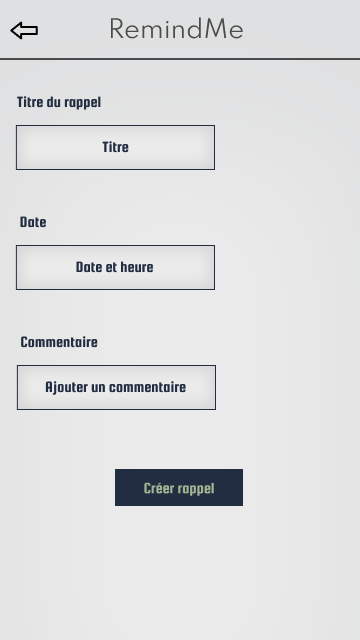 RemindMe
Titre du rappel
Titre
Date
Date et heure
Commentaire
Ajouter un commentaire
Créer rappel